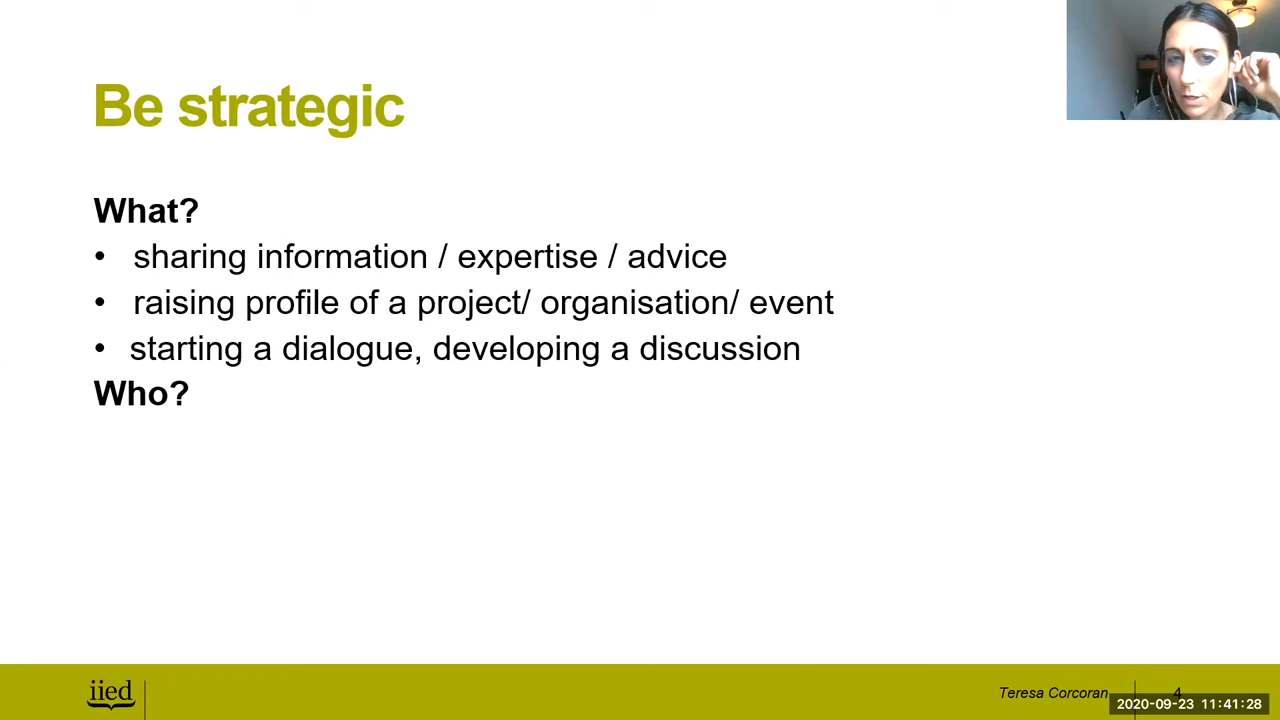 Be strategic
What?
• sharing information / expertise / advice
• raising profile of a project/ organisation/ event
• starting a dialogue, developing a discussion
Who?
iied
Teresa Corcoran
4
2020-09-23 11:41:28